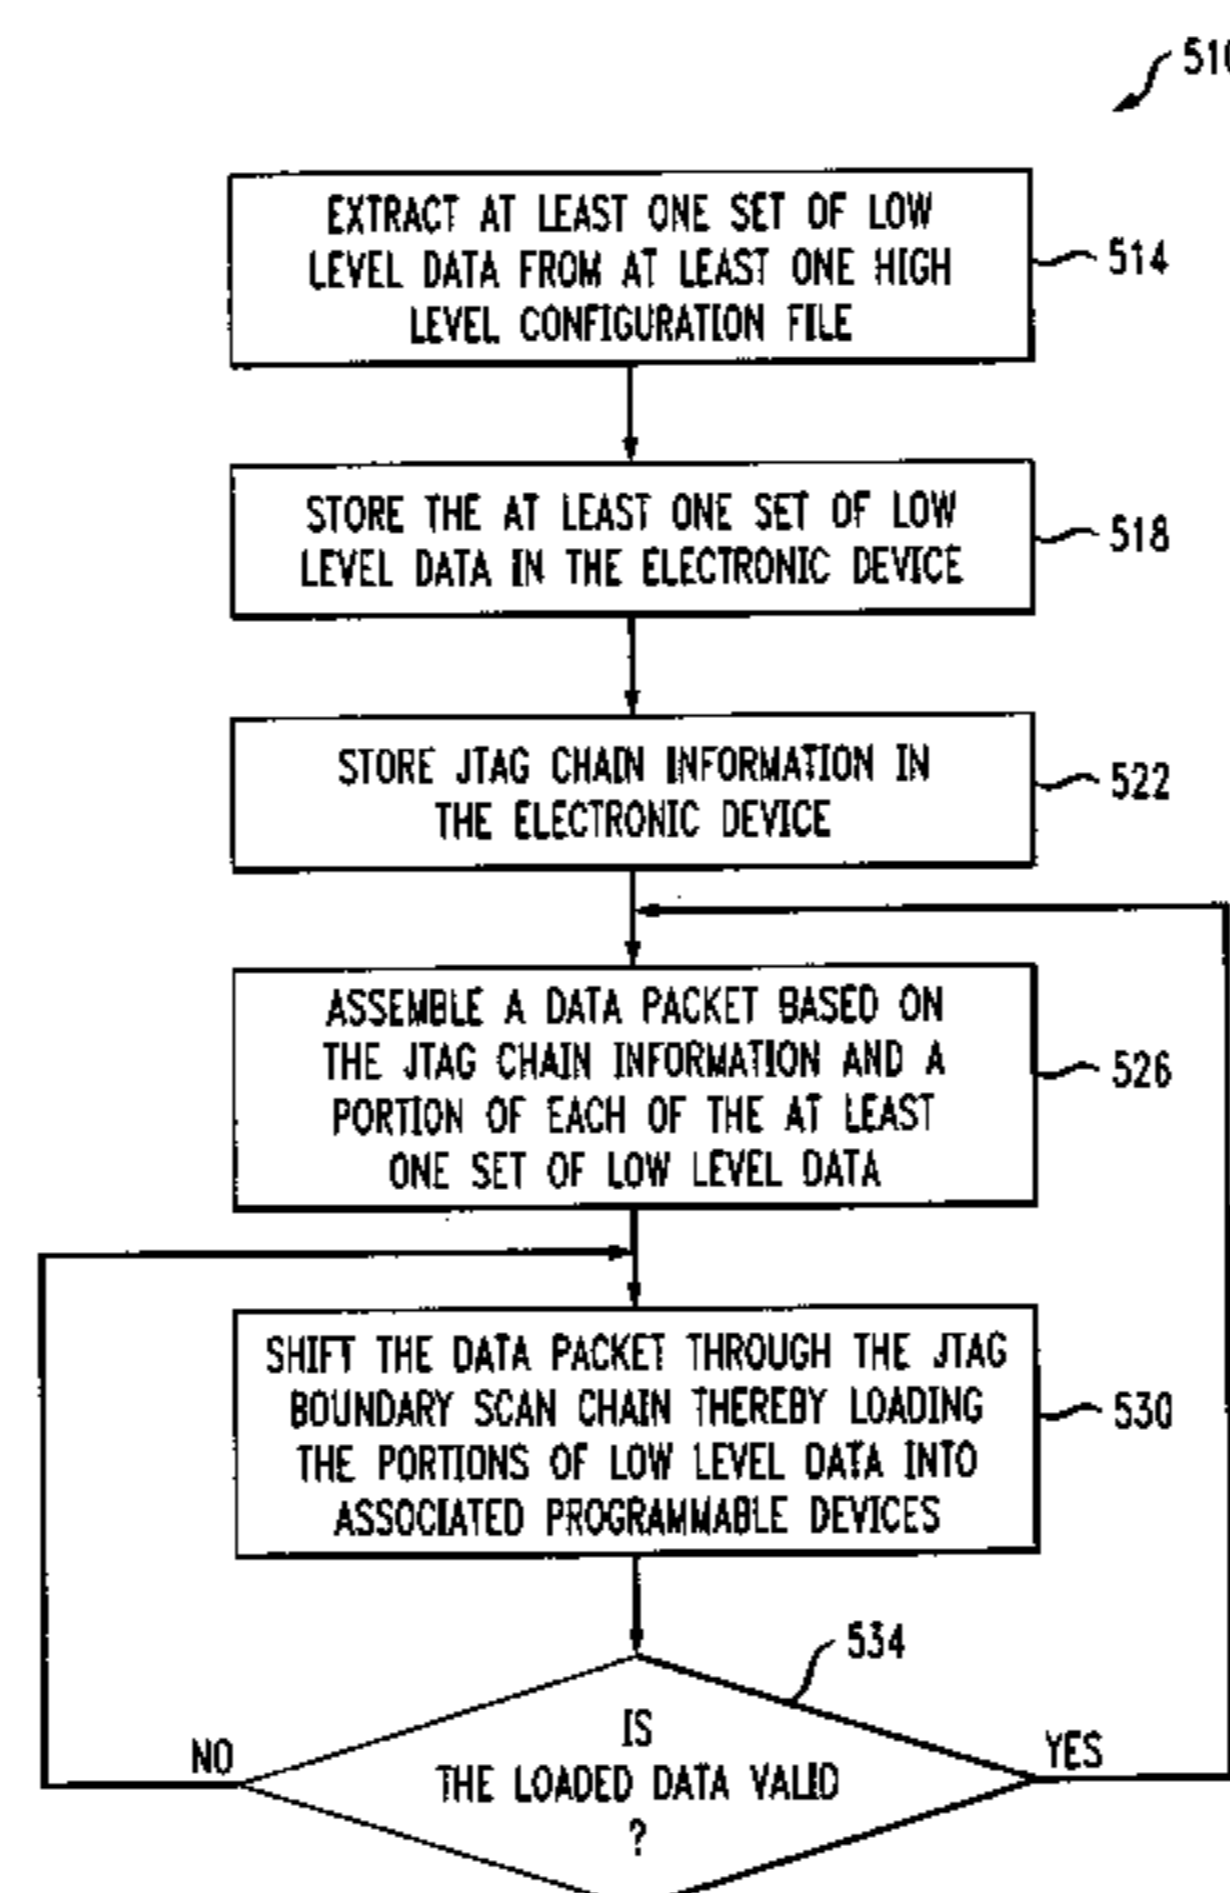 EXTRACT AT LEAST ONE SET OF LOW
LEVEL DATA FROM AT LEAST ONE HIGH
LEVEL CONFIGURATION FILE
514
STORE THE AT LEAST ONE SET OF LOW
LEVEL DATA IN THE ELECTRONIC DEVICE
518
STORE JTAG CHAIN INFORMATION IN
THE ELECTRONIC DEVICE
522
ASSEMBLE A DATA PACKET BASED ON
THE JTAG CHAIN INFORMATION AND A
PORTION OF EACH OF THE AT LEAST
ONE SET OF LOW LEVEL DATA
526
SHIFT THE DATA PACKET THROUGH THE JTAG
BOUNDARY SCAN CHAIN THEREBY LOADING
THE PORTIONS OF LOW LEVEL DATA INTO
ASSOCIATED PROGRAMMABLE DEVICES
530
534
IS
THE LOADED DATA VALID
?
NO
YES